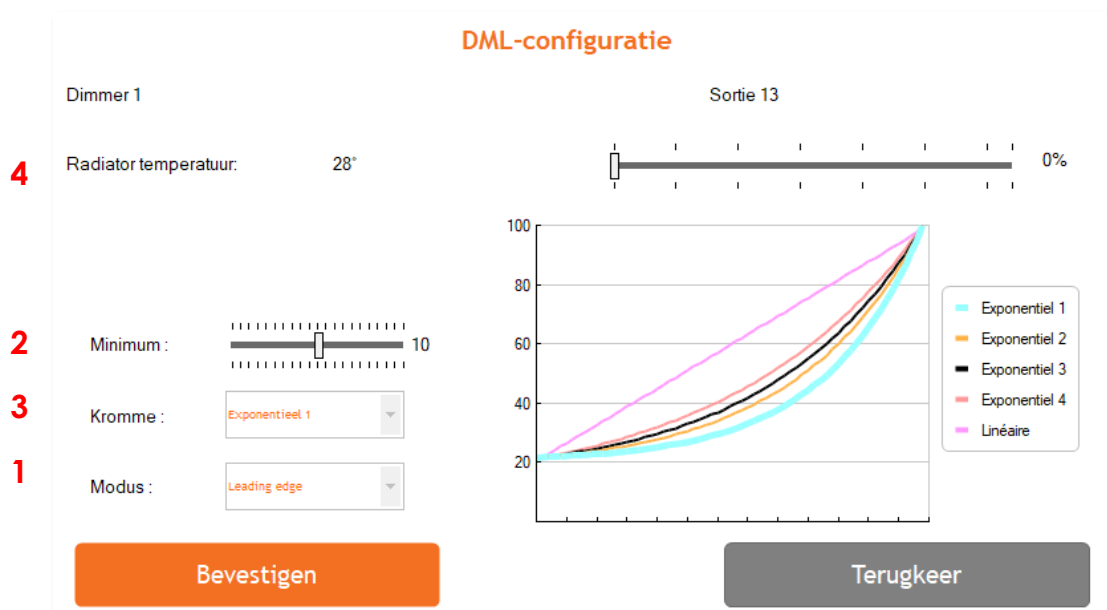 DML-configuratie
Dimmer 1
Sortie 13
4
Radiator temperatuur:
28°
0%
100
80
60
40
20
Exponentiel 1
Exponentiel 2
Exponentiel 3
Exponentiel 4
Linéaire
2
Minimum :
10
3
Kromme :
Exponentieel 1
1
Modus :
Leading edge
Bevestigen
Terugkeer